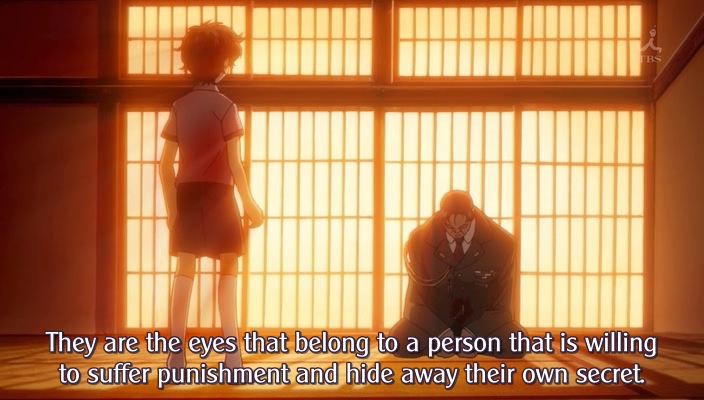 i
TBS
They are the eyes that belong to a person that is willing
to suffer punishment and hide away their own secret.